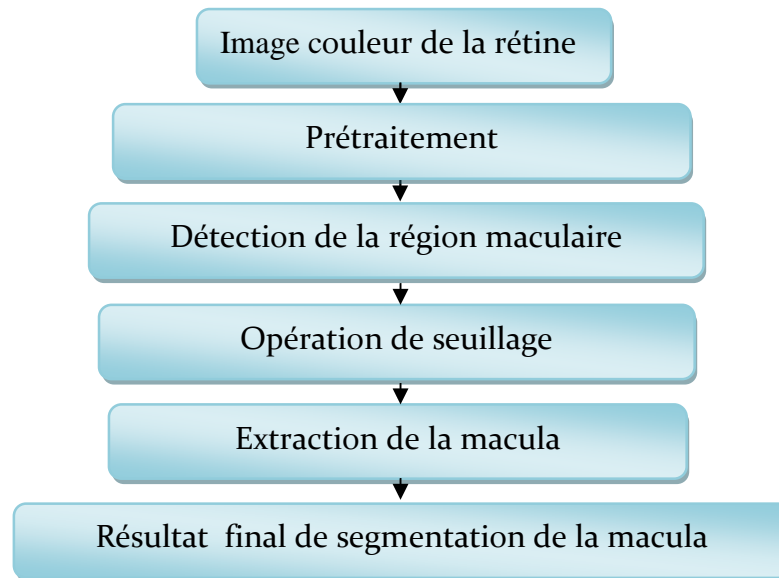 Image couleur de la rétine
Prétraitement
Détection de la région maculaire
Opération de seuillage
Extraction de la macula
Résultat final de segmentation de la macula